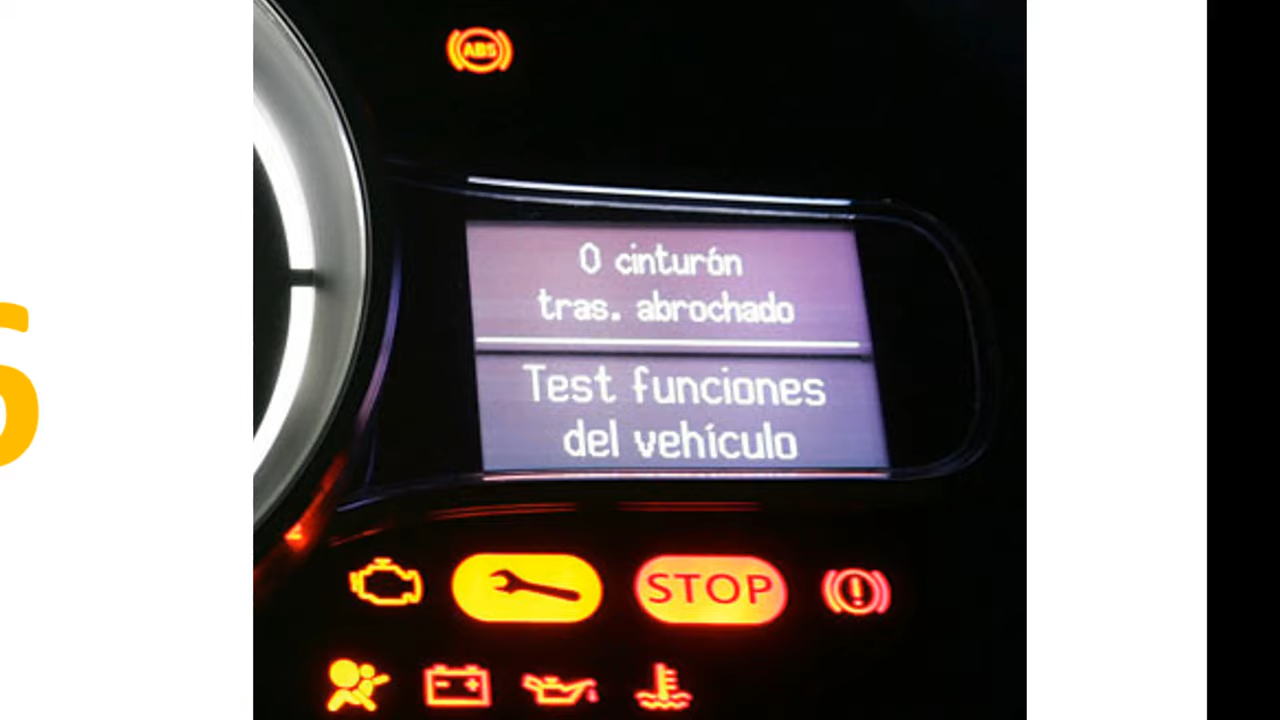 ABS
0 cinturón
tras. abrochado
Test funciones
del vehículo
STOP